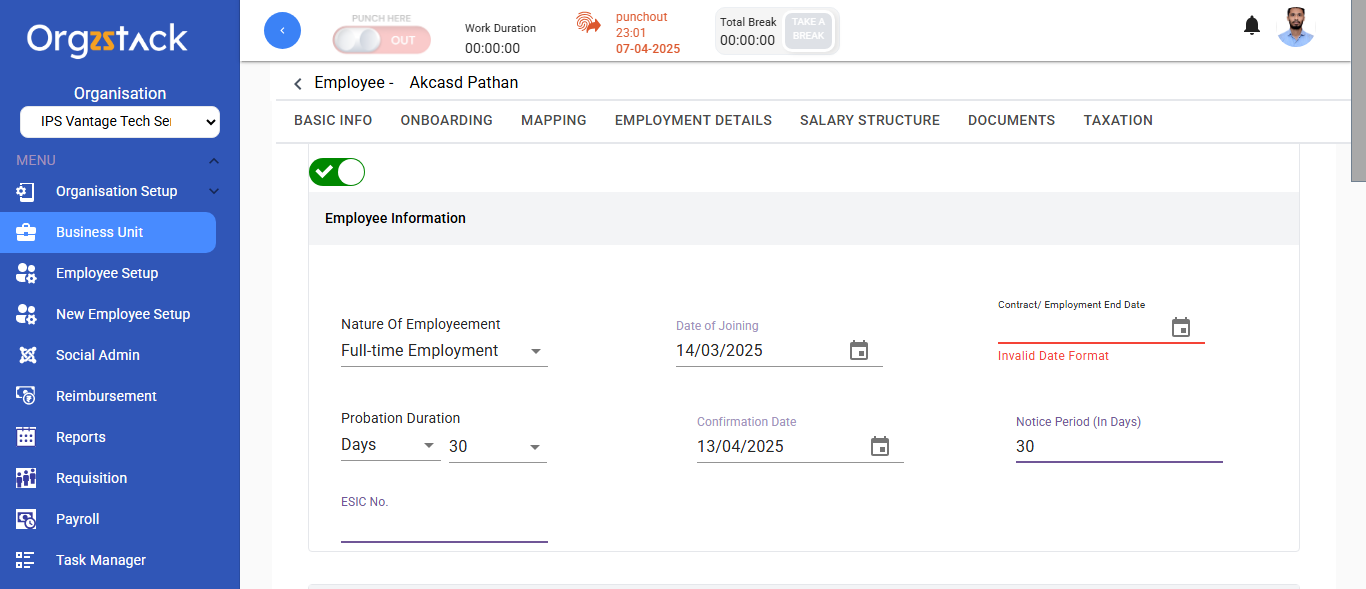 Orgzstack
Organisation
IPS Vantage Tech Ser
MENU
Organisation Setup
Business Unit
Employee Setup
New Employee Setup
Social Admin
Reimbursement
Reports
Requisition
Payroll
Task Manager
PUNCH HERE
OUT
Work Duration
00:00:00
punchout
23:01
07-04-2025
Total Break
00:00:00
TAKE A
BREAK
Employee - Akcasd Pathan
BASIC INFO ONBOARDING MAPPING EMPLOYMENT DETAILS SALARY STRUCTURE DOCUMENTS TAXATION
Employee Information
Nature Of Employeement
Full-time Employment
Date of Joining
14/03/2025
Contract/ Employment End Date
Invalid Date Format
Probation Duration
Days 30
Confirmation Date
13/04/2025
Notice Period (In Days)
30
ESIC No.